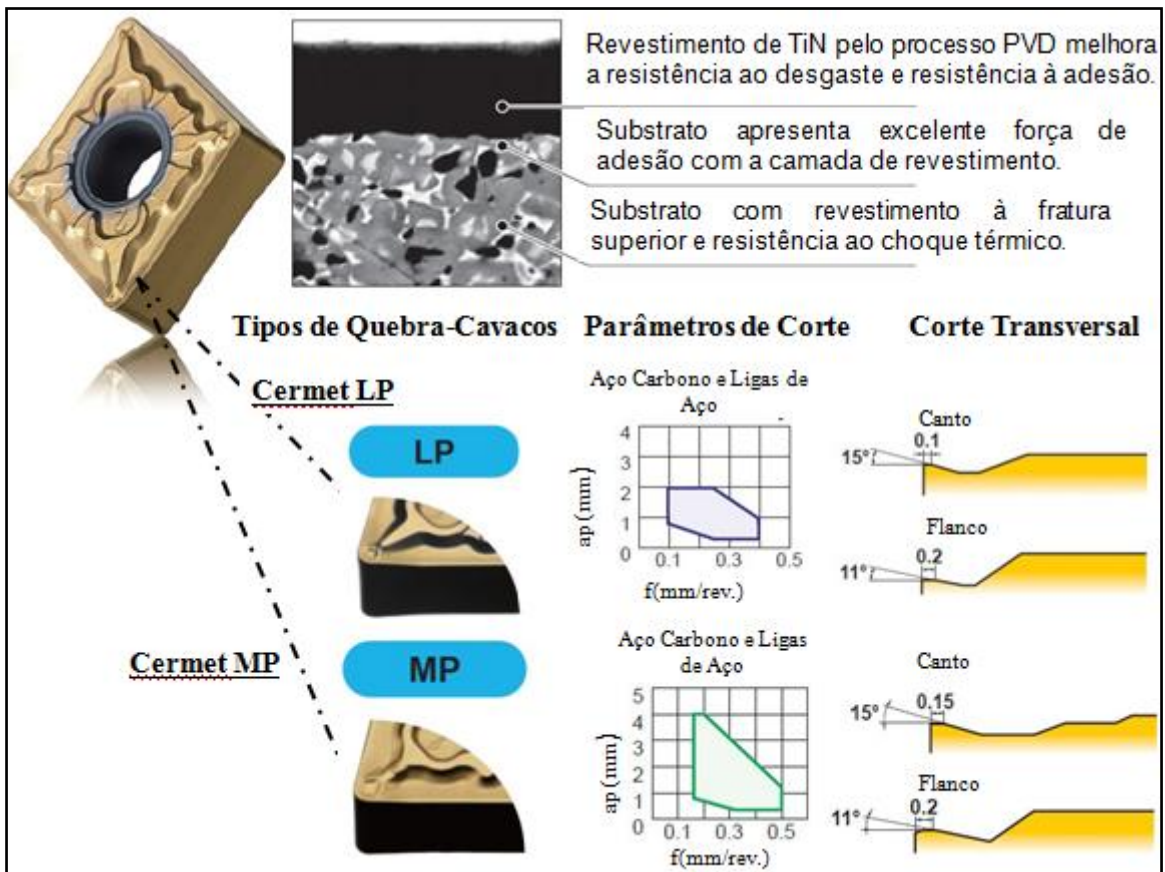 Revestimento de TiN pelo processo PVD melhora
a resistência ao desgaste e resistência à adesão.
Substrato apresenta excelente força de
adesão com a camada de revestimento.
Substrato com revestimento à fratura
superior e resistência ao choque térmico.
Tipos de Quebra-Cavacos
Parâmetros de Corte
Corte Transversal
Cermet LP
LP
Aço Carbono e Ligas de
Aço
4
3
2
1
0
ap (mm)
0.1
0.3
0.5
f(mm/rev.)
Canto
0.1
15°
Flanco
0.2
11°
Cermet MP
MP
Aço Carbono e Ligas
de Aço
5
4
3
2
1
0
ap (mm)
0.1
0.3
0.5
f(mm/rev.)
Canto
0.15
15°
Flanco
0.2
11°